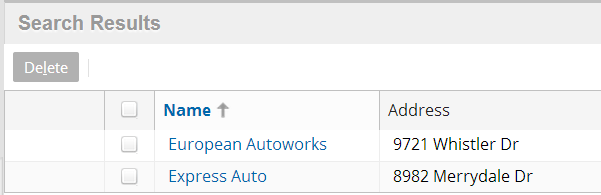 Search Results
Delete
Name Address
European Autoworks 9721 Whistler Dr
Express Auto 8982 Merrydale Dr